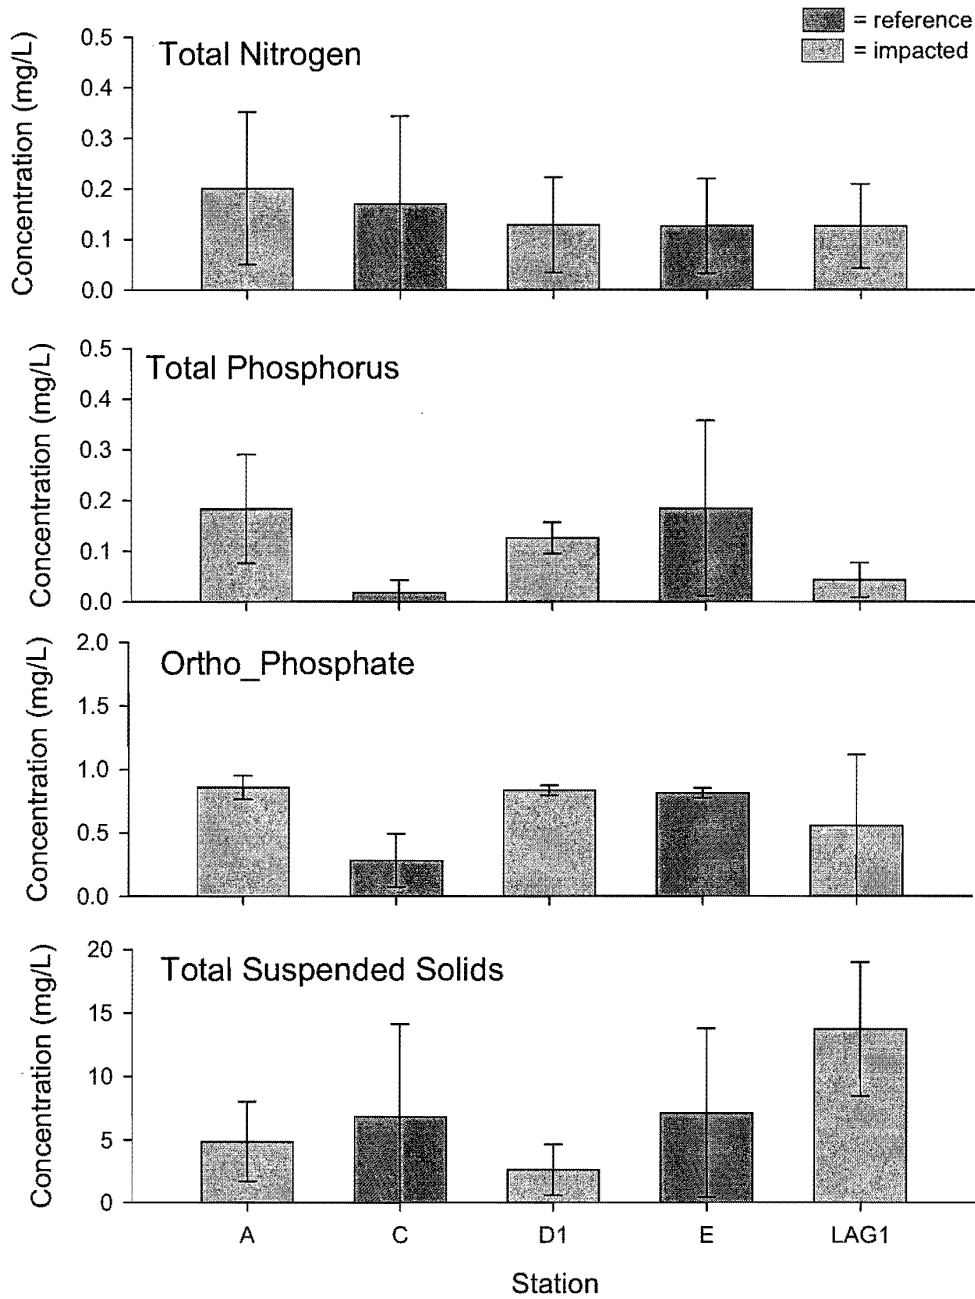 = reference
= impacted
Total Nitrogen
Concentration (mg/L)
0.5
0.4
0.3
0.2
0.1
0.0
Total Phosphorus
Concentration (mg/L)
0.5
0.4
0.3
0.2
0.1
0.0
Ortho_Phosphate
Concentration (mg/L)
2.0
1.5
1.0
0.5
0.0
Total Suspended Solids
Concentration (mg/L)
20
15
10
5
0
A C D1 E LAG1
Station